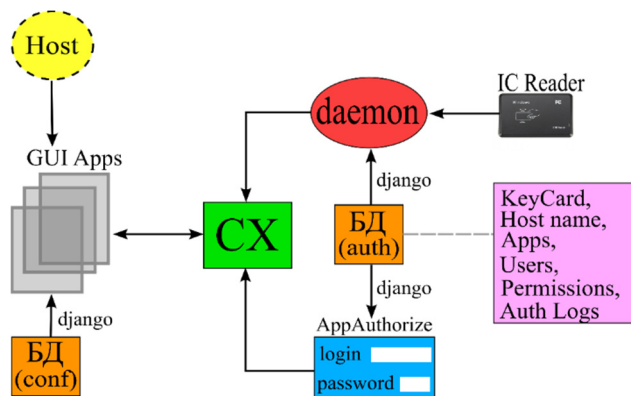 Host
IC Reader
daemon
GUI Apps
django
KeyCard,
Host name,
Apps,
Users,
Permissions,
Auth Logs
СХ
БД
(auth)
django
django
AppAuthorize
БД
(conf)
login
password